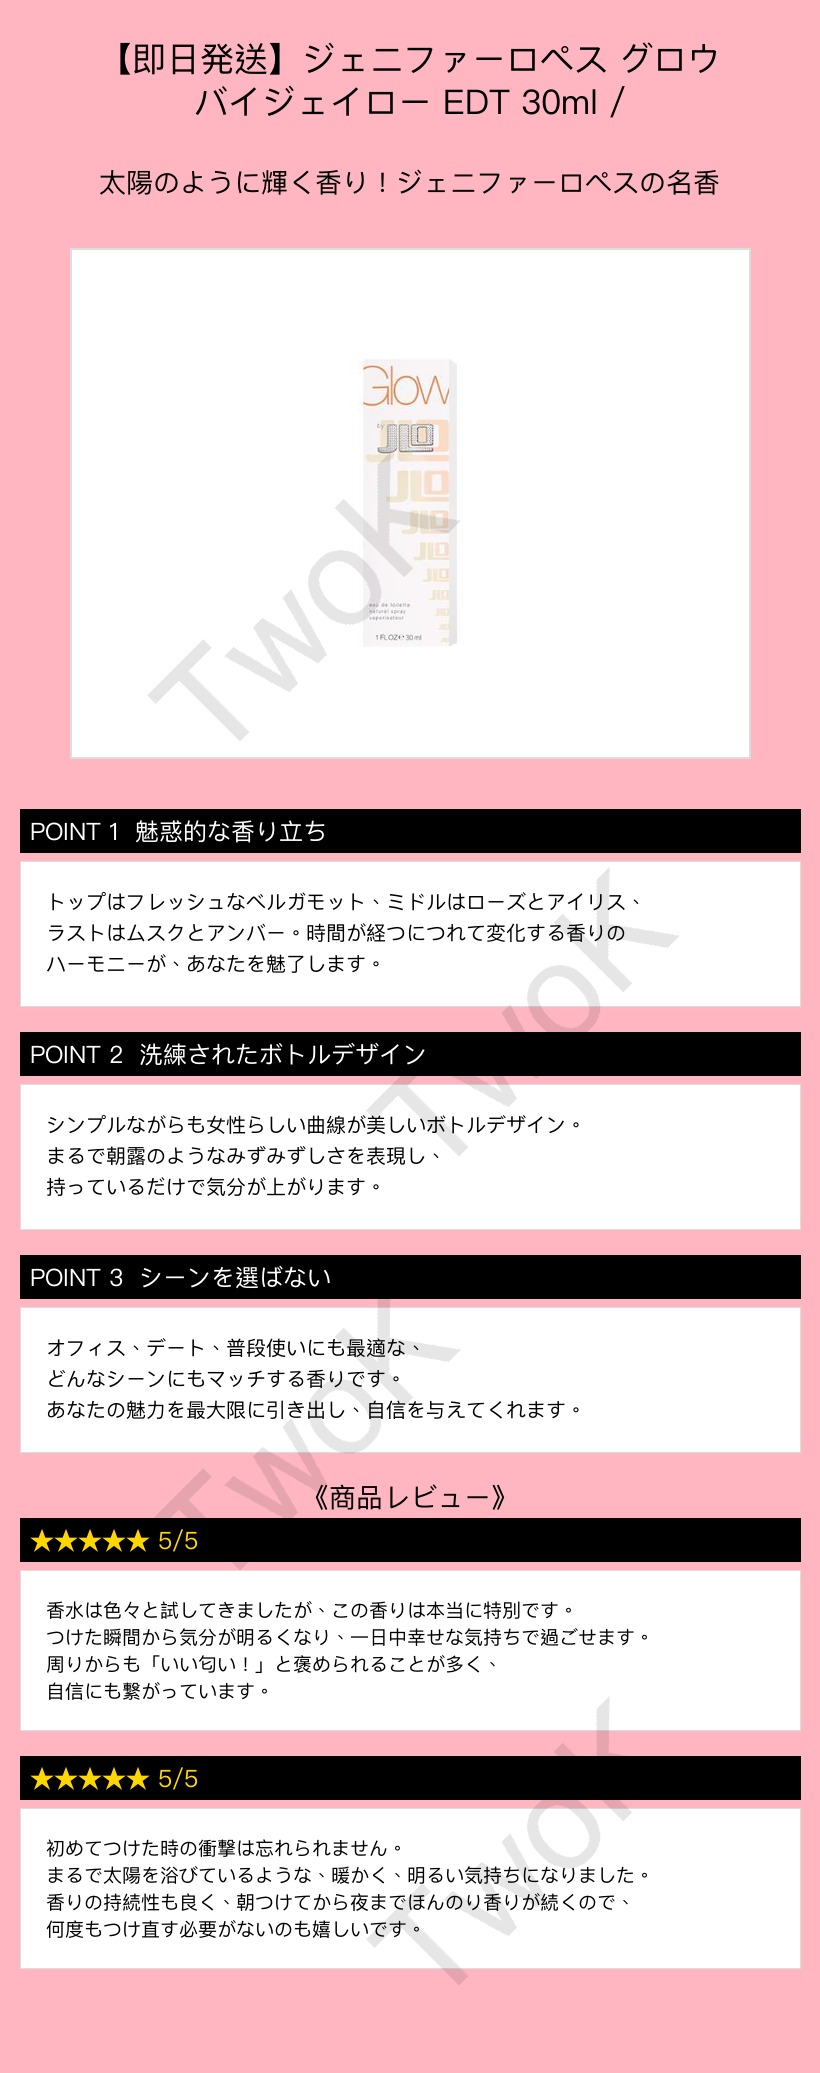 【即日発送】ジェニファーロペス グロウ
バイジェイロー EDT 30ml /
太陽のように輝く香り！ジェニファーロペスの名香
Glow
by JLO
JLO
JLO
JLO
JLO
JLO
JLO
JLO
JLO
eau de toilette
natural spray
vaporisateur
1 FL.OZ℮30 ml
TwoK
POINT 1 魅惑的な香り立ち
トップはフレッシュなベルガモット、ミドルはローズとアイリス、
ラストはムスクとアンバー。時間が経つにつれて変化する香りの
ハーモニーが、あなたを魅了します。
TwoK
POINT 2 洗練されたボトルデザイン
シンプルながらも女性らしい曲線が美しいボトルデザイン。
まるで朝露のようなみずみずしさを表現し、
持っているだけで気分が上がります。
POINT 3 シーンを選ばない
オフィス、デート、普段使いにも最適な、
どんなシーンにもマッチする香りです。
あなたの魅力を最大限に引き出し、自信を与えてくれます。
TwoK
《商品レビュー》
★★★★★ 5/5
香水は色々と試してきましたが、この香りは本当に特別です。
つけた瞬間から気分が明るくなり、一日中幸せな気持ちで過ごせます。
周りからも「いい匂い！」と褒められることが多く、
自信にも繋がっています。
★★★★★ 5/5
初めてつけた時の衝撃は忘れられません。
まるで太陽を浴びているような、暖かく、明るい気持ちになりました。
香りの持続性も良く、朝つけてから夜までほんのり香りが続くので、
何度もつけ直す必要がないのも嬉しいです。
TwoK